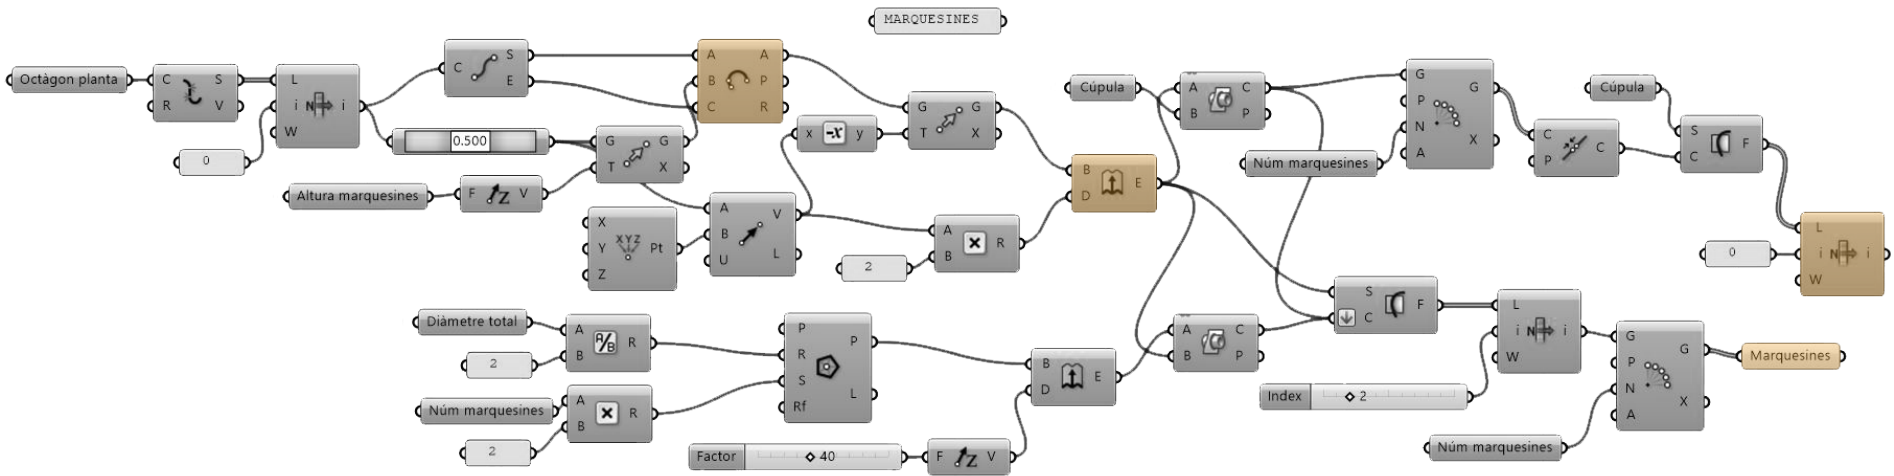 MARQUESINES
Octàgon planta
C S
R V
L
i N i
W
0
C S
E
0.500
Altura marquesines
F Z V
G G
T X
A A
B P
C R
X
Y XYZ Pt
Z
A V
B
U L
x -x y
G G
T X
2
A × R
B
B E
D
Diàmetre total
2
A A/B R
B
Núm marquesines
2
A × R
B
P P
R
S
Rf L
Factor 40
F Z V
B E
D
Cúpula
A C
B P
Núm marquesines
G G
P
N X
A
C C
P
Cúpula
S F
C
0
L
i N i
W
A C
B P
S F
C
Index 2
L
i N i
W
Núm marquesines
G G
P
N X
A
Marquesines